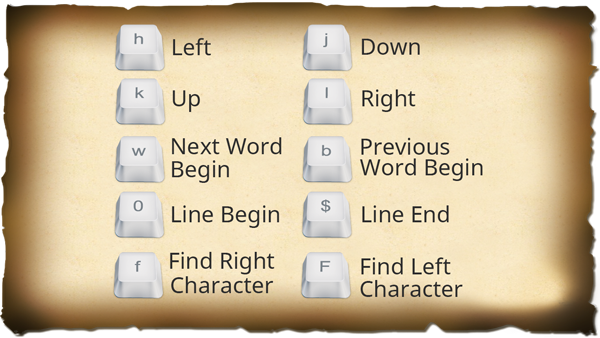 h Left j Down
k Up l Right
w Next Word Begin b Previous Word Begin
0 Line Begin $ Line End
f Find Right Character F Find Left Character